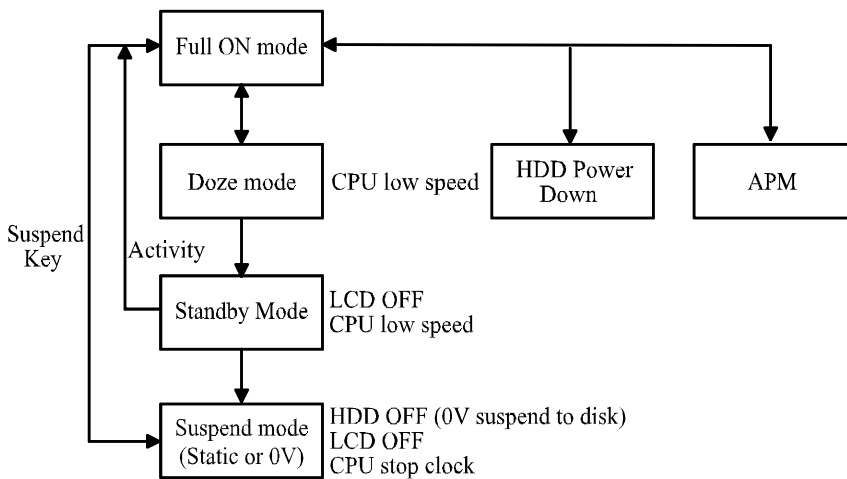 Full ON mode
Doze mode
CPU low speed
HDD Power
Down
APM
Suspend
Key
Activity
Standby Mode
LCD OFF
CPU low speed
Suspend mode
(Static or 0V)
HDD OFF (0V suspend to disk)
LCD OFF
CPU stop clock